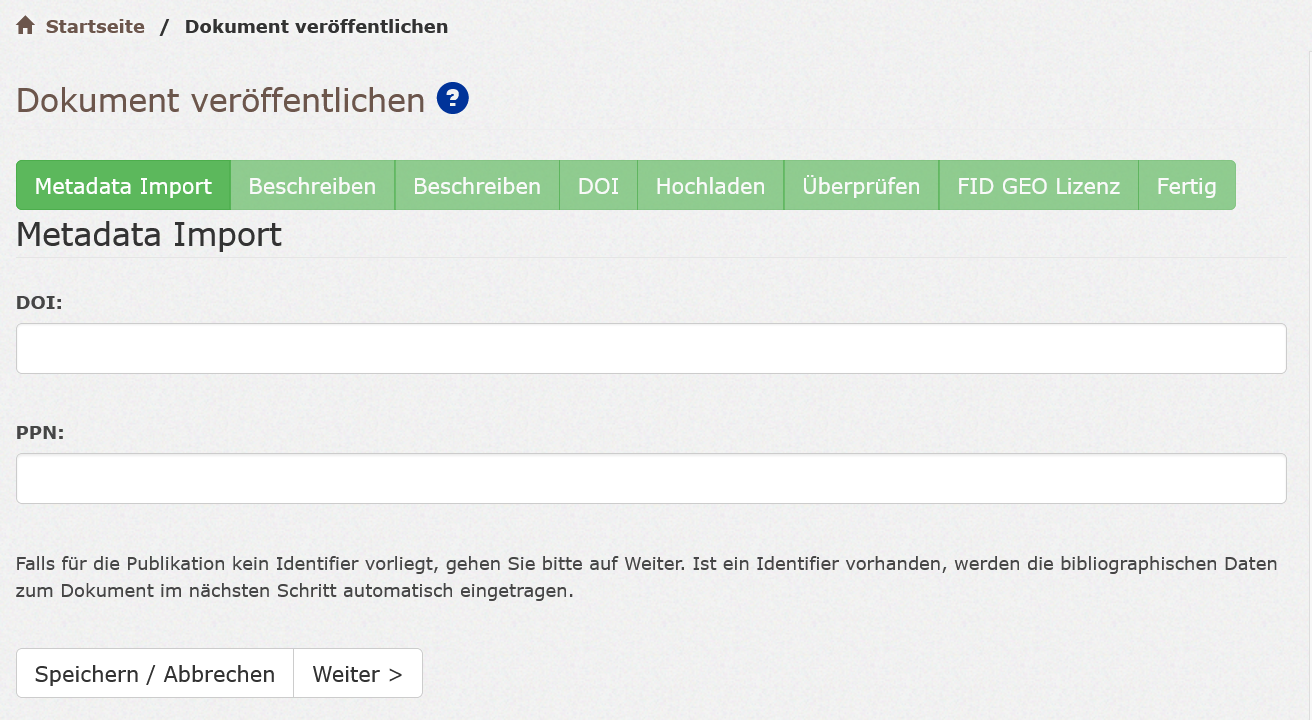 Startseite / Dokument veröffentlichen
Dokument veröffentlichen ?
Metadata Import Beschreiben Beschreiben DOI Hochladen Überprüfen FID GEO Lizenz Fertig
Metadata Import
DOI:
PPN:
Falls für die Publikation kein Identifier vorliegt, gehen Sie bitte auf Weiter. Ist ein Identifier vorhanden, werden die bibliographischen Daten
zum Dokument im nächsten Schritt automatisch eingetragen.
Speichern / Abbrechen Weiter >